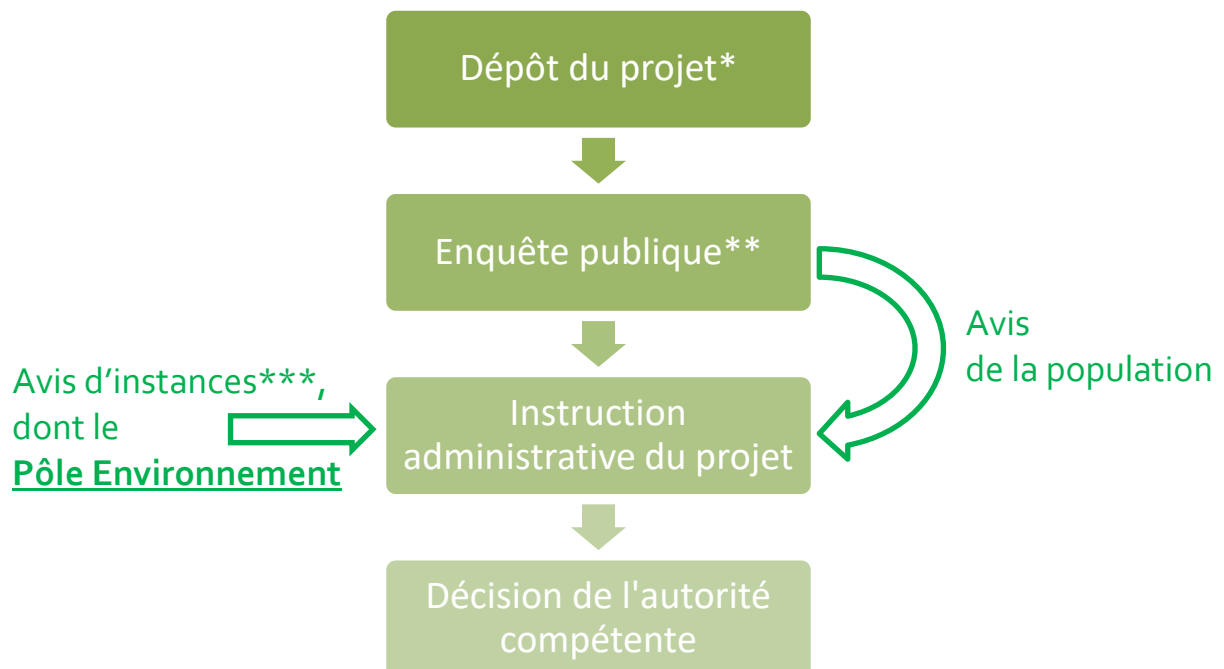 Dépôt du projet*
Enquête publique**
Avis
de la population
Avis d’instances***,
dont le
Pôle Environnement
Instruction
administrative du projet
Décision de l'autorité
compétente